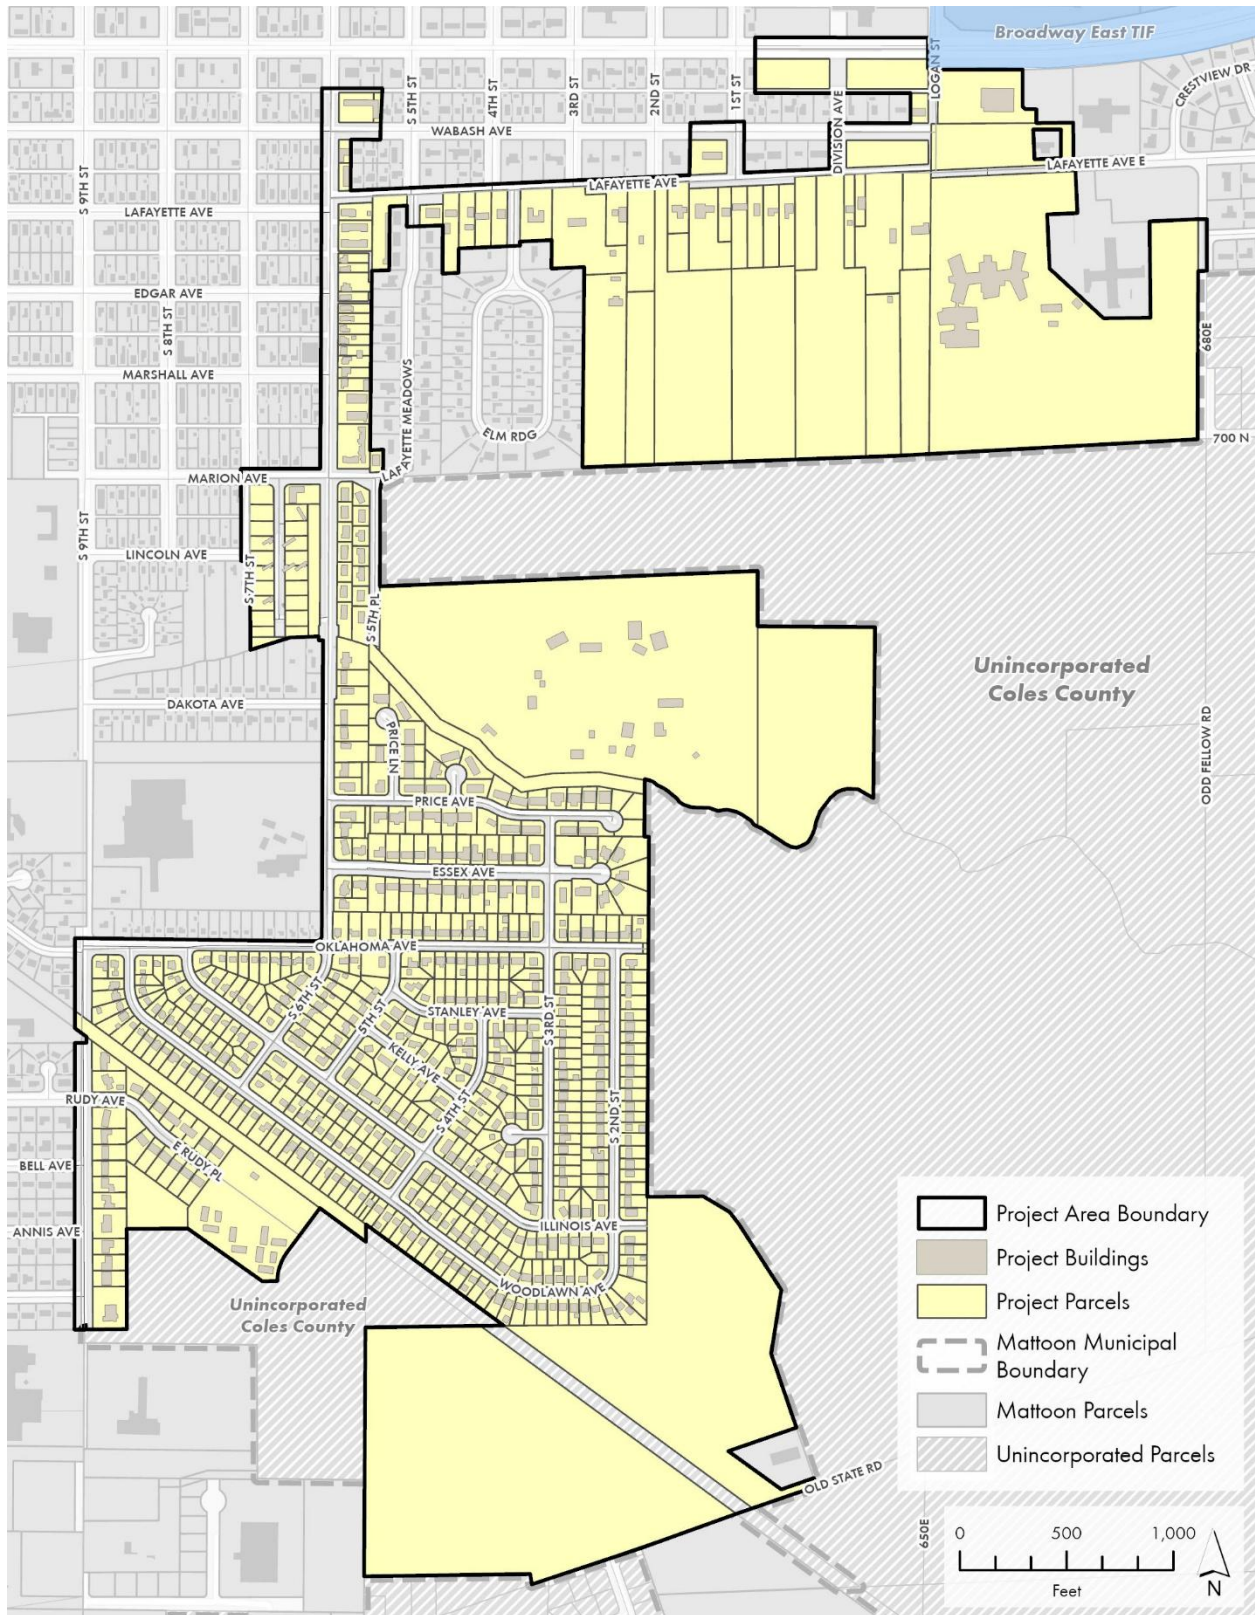 Broadway East TIF
LOGAN ST
CRESTVIEW DR
S 5TH ST
4TH ST
3RD ST
2ND ST
1ST ST
DIVISION AVE
WABASH AVE
LAFAYETTE AVE E
LAFAYETTE AVE
S 9TH ST
LAFAYETTE AVE
EDGAR AVE
S 8TH ST
680E
MARSHALL AVE
LAFAYETTE MEADOWS
ELM RDG
700 N
MARION AVE
S 9TH ST
LINCOLN AVE
S 7TH ST
S 5TH PL
Unincorporated
Coles County
DAKOTA AVE
PRICE LN
ODD FELLOW RD
PRICE AVE
ESSEX AVE
OKLAHOMA AVE
S 6TH ST
5TH ST
STANLEY AVE
S 3RD ST
KELLY AVE
S 4TH ST
S 2ND ST
RUDY AVE
E RUDY PL
BELL AVE
ANNIS AVE
ILLINOIS AVE
WOODLAWN AVE
Unincorporated
Coles County
OLD STATE RD
650E
Project Area Boundary
Project Buildings
Project Parcels
Mattoon Municipal
Boundary
Mattoon Parcels
Unincorporated Parcels
0 500 1,000
Feet
N